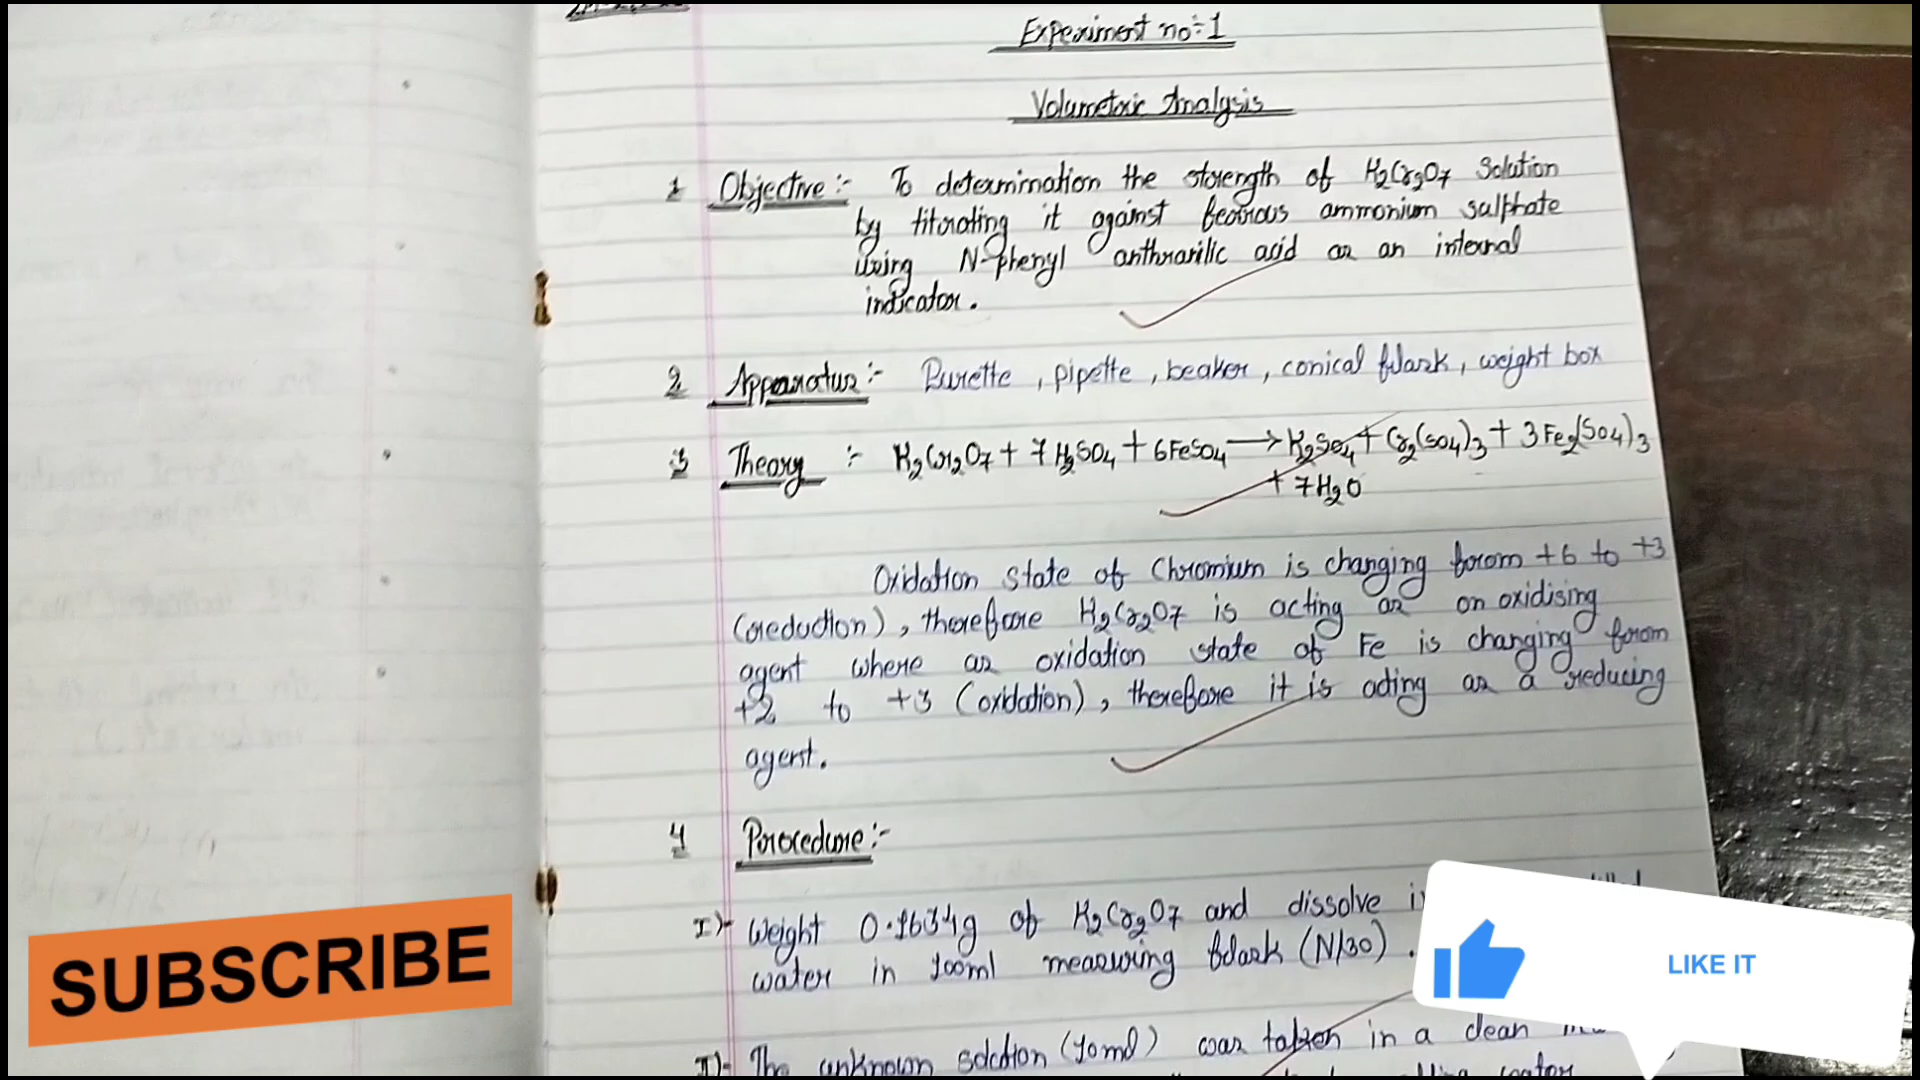 Experiment no÷1
Volumetric Analysis
1 Objective :- To determination the strength of K2Cr2O7 Solution
by titrating it against ferrous ammonium sulphate
using N-phenyl anthranilic acid as an internal
indicator.
2 Apparatus :- Burette, pipette, beaker, conical flask, weight box
3 Theory :- K2Cr2O7 + 7H2SO4 + 6FeSO4 → K2SO4 + Cr2(SO4)3 + 3Fe2(SO4)3
+ 7H2O
Oxidation state of Chromium is changing from +6 to +3
(reduction), therefore K2Cr2O7 is acting as on oxidising
agent where as oxidation state of Fe is changing from
+2 to +3 (oxidation), therefore it is acting as a reducing
agent.
4 Procedure :-
I)- Weight 0.1634g of K2Cr2O7 and dissolve
water in 100ml measuring flask (N/30).
II)- The unknown solution (10ml) was taken in a clean
water
SUBSCRIBE
LIKE IT